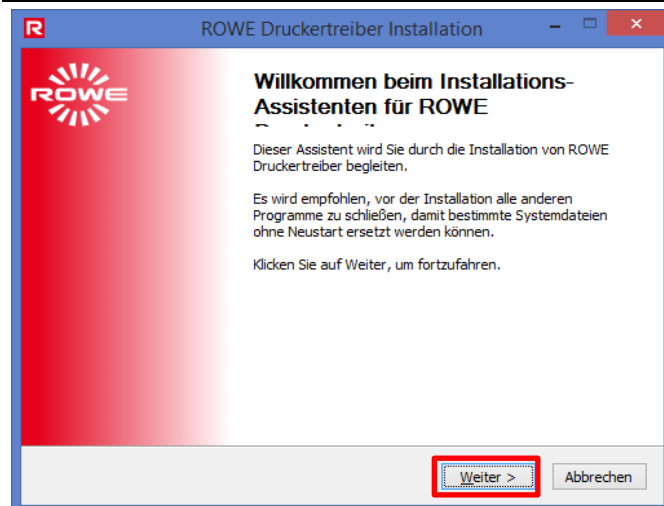 R
ROWE Druckertreiber Installation
ROWE
Willkommen beim Installations-
Assistenten für ROWE
Dieser Assistent wird Sie durch die Installation von ROWE
Druckertreiber begleiten.
Es wird empfohlen, vor der Installation alle anderen
Programme zu schließen, damit bestimmte Systemdateien
ohne Neustart ersetzt werden können.
Klicken Sie auf Weiter, um fortzufahren.
Weiter >
Abbrechen